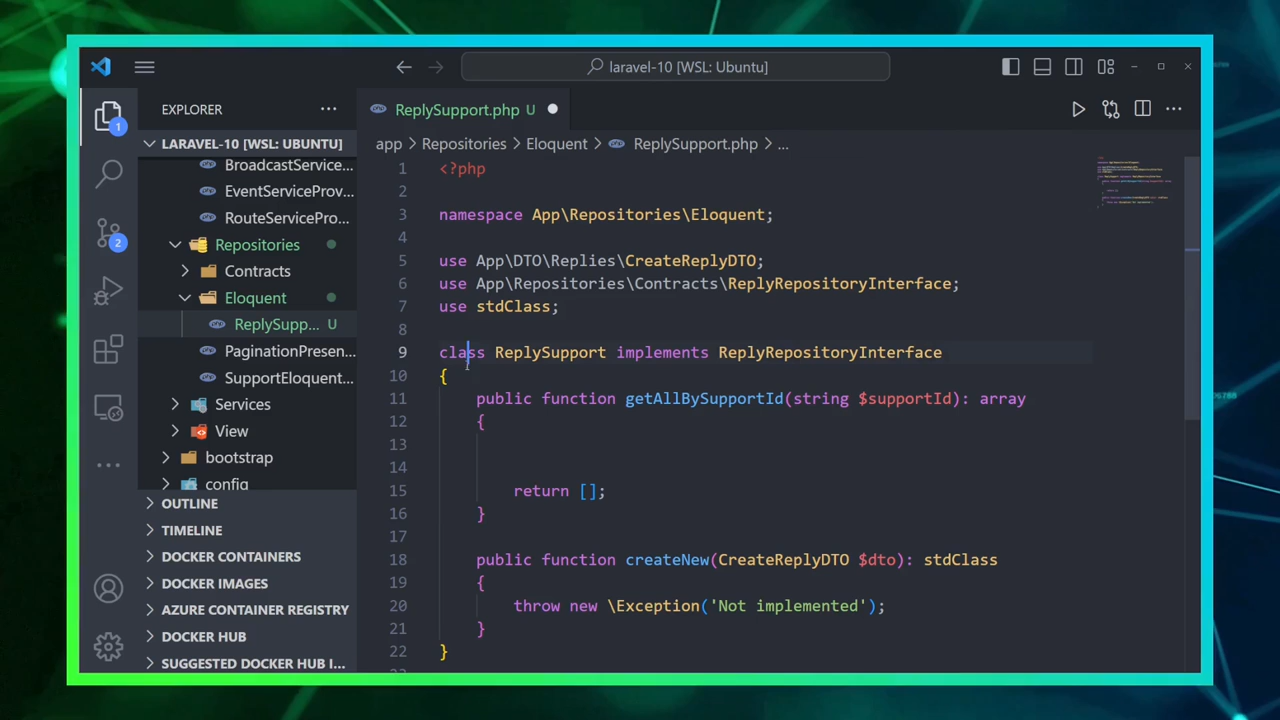 laravel-10 [WSL: Ubuntu]
EXPLORER
ReplySupport.php U
1
LARAVEL-10 [WSL: UBUNTU]
app > Repositories > Eloquent > ReplySupport.php > ...
BroadcastService...
EventServiceProv...
RouteServicePro...
2
Repositories
Contracts
Eloquent
ReplySupp... U
PaginationPresen...
SupportEloquent...
Services
View
bootstrap
config
OUTLINE
TIMELINE
DOCKER CONTAINERS
DOCKER IMAGES
AZURE CONTAINER REGISTRY
DOCKER HUB
SUGGESTED DOCKER HUB I...
1 <?php
2
3 namespace App\Repositories\Eloquent;
4
5 use App\DTO\Replies\CreateReplyDTO;
6 use App\Repositories\Contracts\ReplyRepositoryInterface;
7 use stdClass;
8
9 class ReplySupport implements ReplyRepositoryInterface
10 {
11 public function getAllBySupportId(string $supportId): array
12 {
13
14
15 return [];
16 }
17
18 public function createNew(CreateReplyDTO $dto): stdClass
19 {
20 throw new \Exception('Not implemented');
21 }
22 }